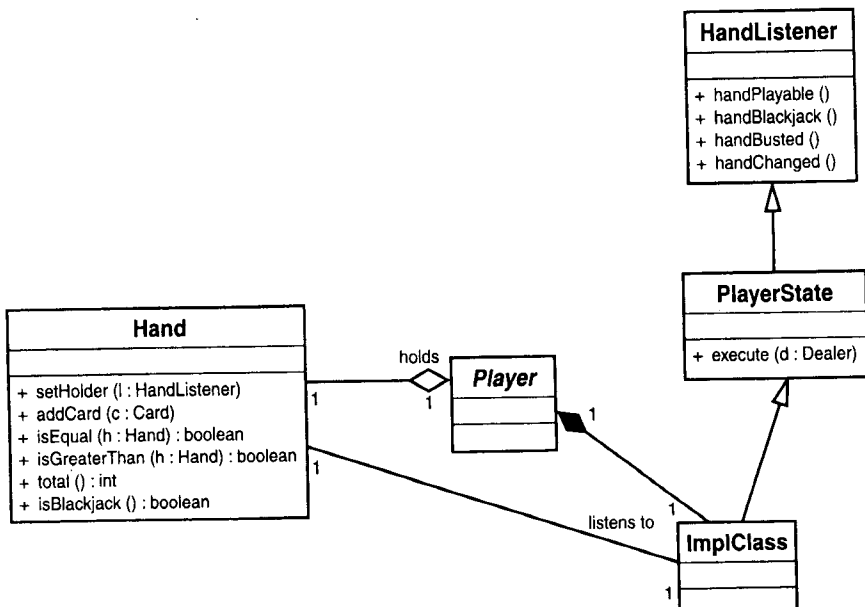 HandListener
+ handPlayable ()
+ handBlackjack ()
+ handBusted ()
+ handChanged ()
PlayerState
+ execute (d : Dealer)
Hand
+ setHolder (l : HandListener)
+ addCard (c : Card)
+ isEqual (h : Hand) : boolean
+ isGreaterThan (h : Hand) : boolean
+ total () : int
+ isBlackjack () : boolean
holds
1
1
Player
1
1
listens to
1
1
ImplClass